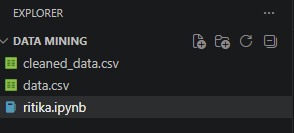 EXPLORER
DATA MINING
cleaned_data.csv
data.csv
ritika.ipynb